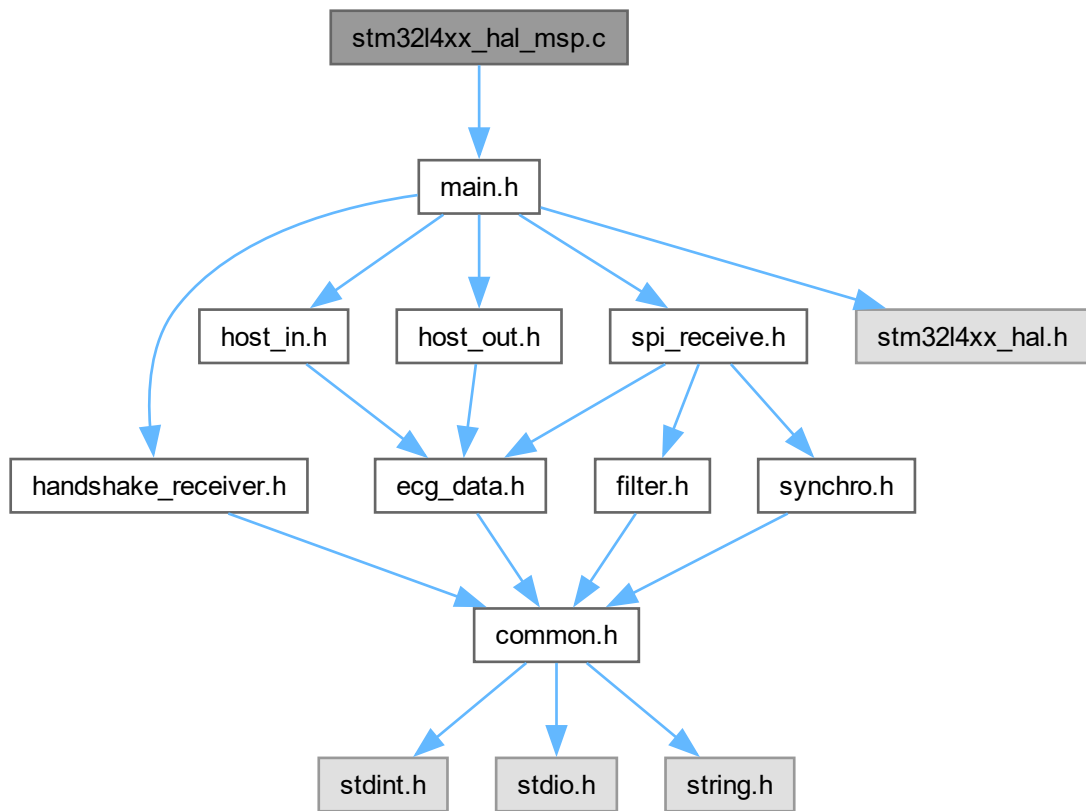 stm32l4xx_hal_msp.c
main.h
host_in.h
host_out.h
spi_receive.h
stm32l4xx_hal.h
handshake_receiver.h
ecg_data.h
filter.h
synchro.h
common.h
stdint.h
stdio.h
string.h